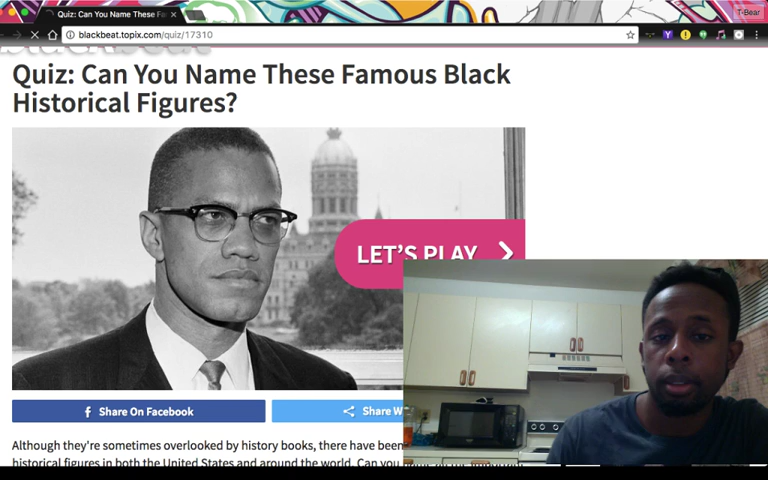 Quiz: Can You Name These Fa
T-Bear
blackbeat.topix.com/quiz/17310
Quiz: Can You Name These Famous Black
Historical Figures?
LET'S PLAY
Share On Facebook
Share W
Although they're sometimes overlooked by history books, there have been
historical figures in both the United States and around the world. Can you